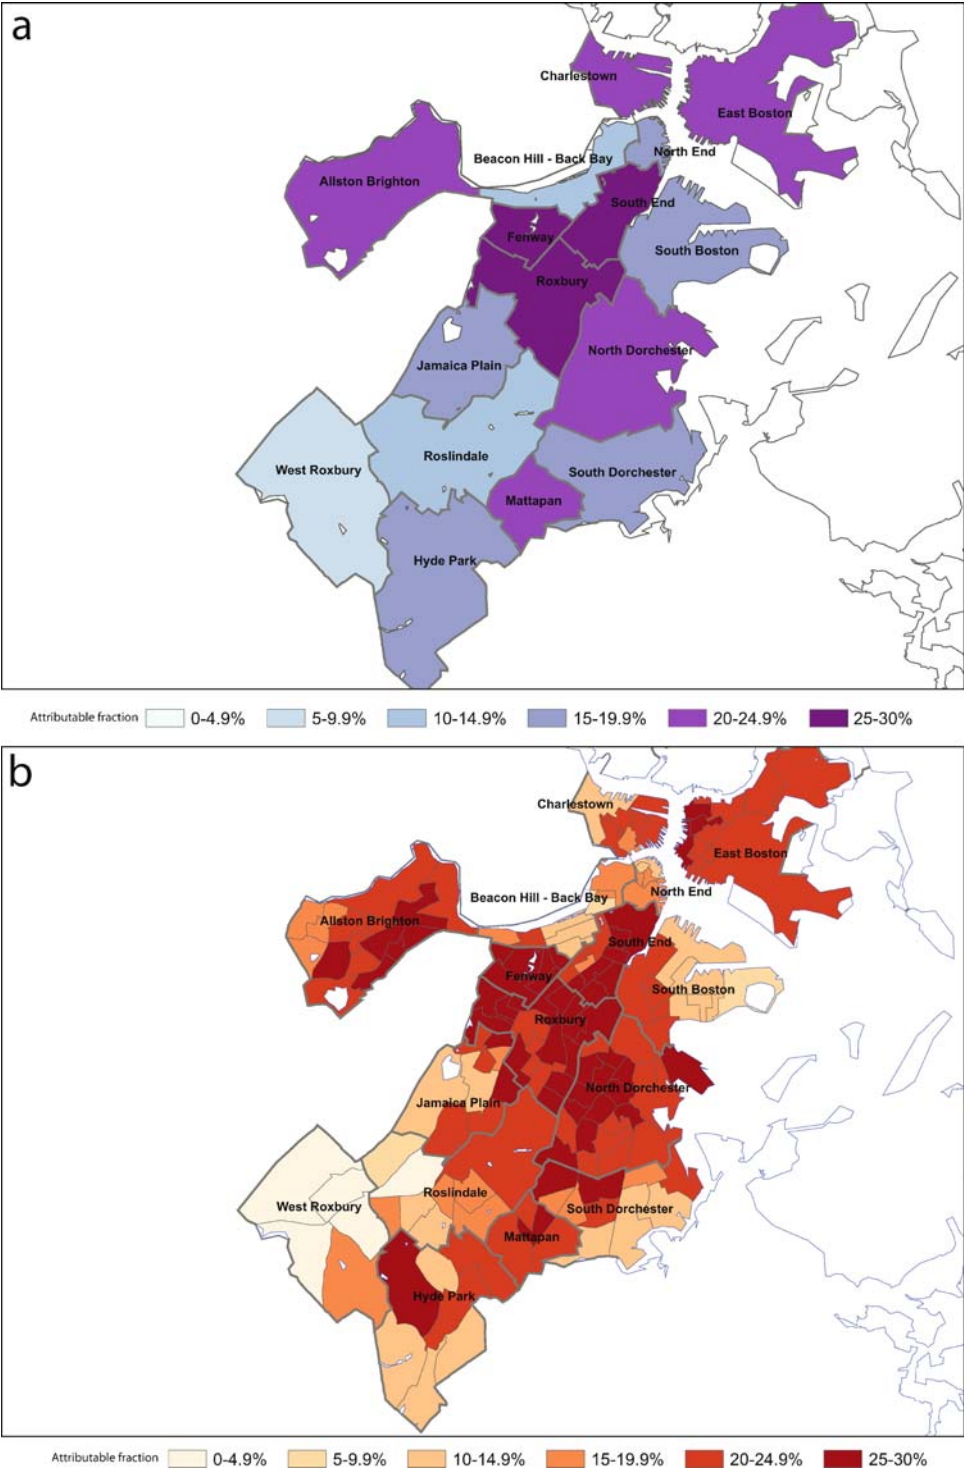 a
Charlestown
East Boston
Beacon Hill - Back Bay
North End
Allston Brighton
South End
Fenway
South Boston
Roxbury
North Dorchester
Jamaica Plain
Roslindale
West Roxbury
South Dorchester
Mattapan
Hyde Park
Attributable fraction 0-4.9% 5-9.9% 10-14.9% 15-19.9% 20-24.9% 25-30%
b
Charlestown
East Boston
Beacon Hill - Back Bay
North End
Allston Brighton
South End
Fenway
South Boston
Roxbury
North Dorchester
Jamaica Plain
Roslindale
West Roxbury
South Dorchester
Mattapan
Hyde Park
Attributable fraction 0-4.9% 5-9.9% 10-14.9% 15-19.9% 20-24.9% 25-30%